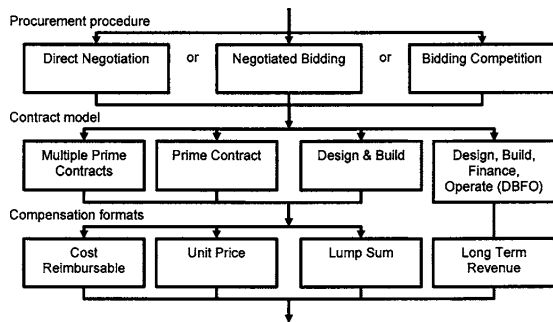 Procurement procedure
Direct Negotiation or Negotiated Bidding or Bidding Competition
Contract model
Multiple Prime
Contracts
Prime Contract
Design & Build
Design, Build,
Finance,
Operate (DBFO)
Compensation formats
Cost
Reimbursable
Unit Price
Lump Sum
Long Term
Revenue